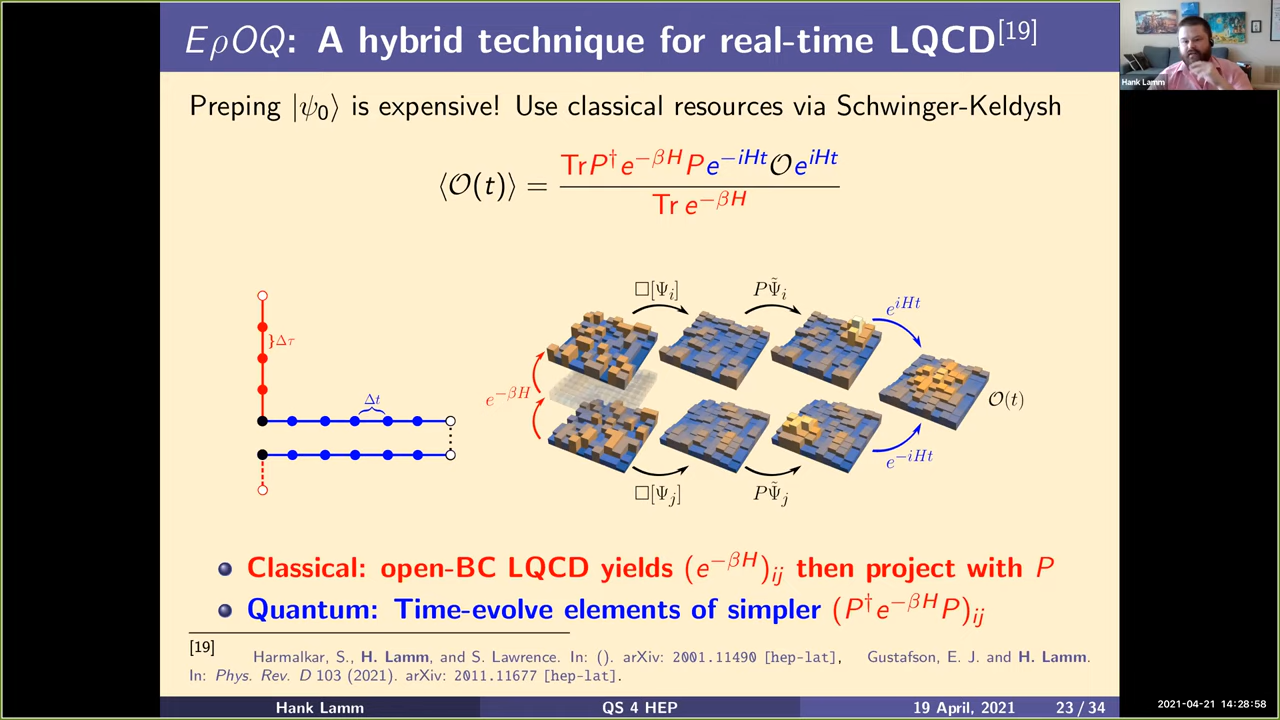 EρOQ: A hybrid technique for real-time LQCD[19]
Hank Lamm
Preping |ψ₀⟩ is expensive! Use classical resources via Schwinger-Keldysh
⟨𝒪(t)⟩ = TrP†e^{−βH}Pe^{−iHt}𝒪e^{iHt} / Tr e^{−βH}
}Δτ
Δt
□[Ψᵢ]
PΨ̃ᵢ
e^{iHt}
e^{−βH}
𝒪(t)
e^{−iHt}
□[Ψⱼ]
PΨ̃ⱼ
Classical: open-BC LQCD yields (e^{−βH})ᵢⱼ then project with P
Quantum: Time-evolve elements of simpler (P†e^{−βH}P)ᵢⱼ
[19]
Harmalkar, S., H. Lamm, and S. Lawrence. In: (). arXiv: 2001.11490 [hep-lat], Gustafson, E. J. and H. Lamm.
In: Phys. Rev. D 103 (2021). arXiv: 2011.11677 [hep-lat].
Hank Lamm QS 4 HEP 19 April, 2021 23 / 34
2021-04-21 14:28:58